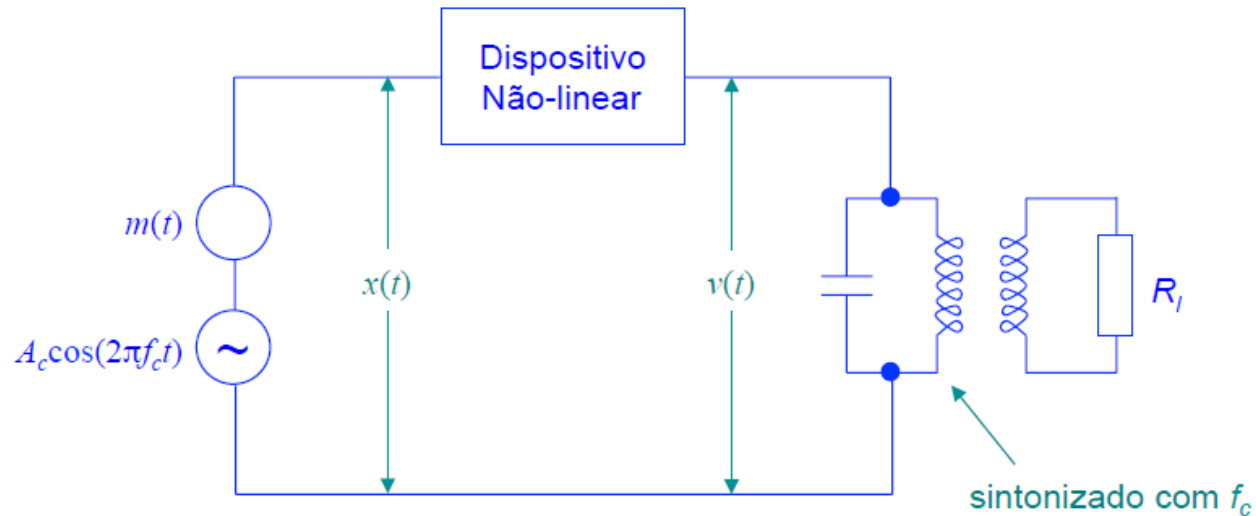 Dispositivo
Não-linear
m(t)
x(t)
v(t)
R_l
A_c cos(2πf_c t)
~
sintonizado com f_c